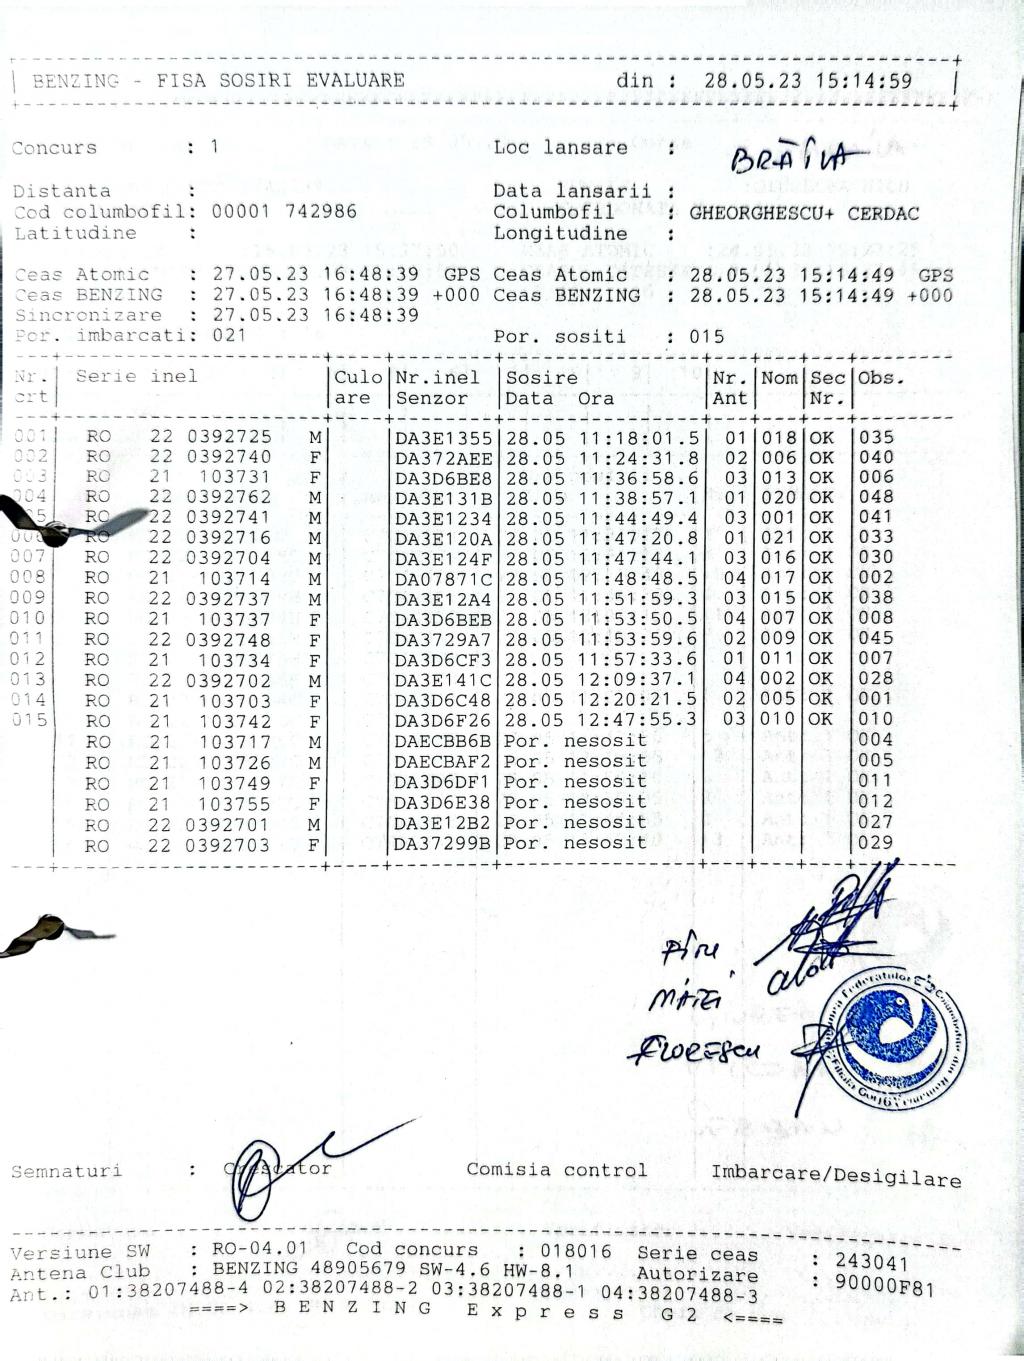 BENZING - FISA SOSIRI EVALUARE din : 28.05.23 15:14:59
Concurs : 1 Loc lansare : BRĂILA
Distanta : Data lansarii :
Cod columbofil: 00001 742986 Columbofil : GHEORGHESCU+ CERDAC
Latitudine : Longitudine :
Ceas Atomic : 27.05.23 16:48:39 GPS Ceas Atomic : 28.05.23 15:14:49 GPS
Ceas BENZING : 27.05.23 16:48:39 +000 Ceas BENZING : 28.05.23 15:14:49 +000
Sincronizare : 27.05.23 16:48:39
Por. imbarcati: 021 Por. sositi : 015
Nr. Serie inel Culo Nr.inel Sosire Nr. Nom Sec Obs.
crt are Senzor Data Ora Ant Nr.
001 RO 22 0392725 M DA3E1355 28.05 11:18:01.5 01 018 OK 035
002 RO 22 0392740 F DA372AEE 28.05 11:24:31.8 02 006 OK 040
003 RO 21 103731 F DA3D6BE8 28.05 11:36:58.6 03 013 OK 006
004 RO 22 0392762 M DA3E131B 28.05 11:38:57.1 01 020 OK 048
05 RO 22 0392741 M DA3E1234 28.05 11:44:49.4 03 001 OK 041
006 RO 22 0392716 M DA3E120A 28.05 11:47:20.8 01 021 OK 033
007 RO 22 0392704 M DA3E124F 28.05 11:47:44.1 03 016 OK 030
008 RO 21 103714 M DA07871C 28.05 11:48:48.5 04 017 OK 002
009 RO 22 0392737 M DA3E12A4 28.05 11:51:59.3 03 015 OK 038
010 RO 21 103737 F DA3D6BEB 28.05 11:53:50.5 04 007 OK 008
011 RO 22 0392748 F DA3729A7 28.05 11:53:59.6 02 009 OK 045
012 RO 21 103734 F DA3D6CF3 28.05 11:57:33.6 01 011 OK 007
013 RO 22 0392702 M DA3E141C 28.05 12:09:37.1 04 002 OK 028
014 RO 21 103703 F DA3D6C48 28.05 12:20:21.5 02 005 OK 001
015 RO 21 103742 F DA3D6F26 28.05 12:47:55.3 03 010 OK 010
RO 21 103717 M DAECBB6B Por. nesosit 004
RO 21 103726 M DAECBAF2 Por. nesosit 005
RO 21 103749 F DA3D6DF1 Por. nesosit 011
RO 21 103755 F DA3D6E38 Por. nesosit 012
RO 22 0392701 M DA3E12B2 Por. nesosit 027
RO 22 0392703 F DA37299B Por. nesosit 029
MATEI
FLORESCU
Semnaturi : Crescator Comisia control Imbarcare/Desigilare
Versiune SW : RO-04.01 Cod concurs : 018016 Serie ceas : 243041
Antena Club : BENZING 48905679 SW-4.6 HW-8.1 Autorizare : 90000F81
Ant.: 01:38207488-4 02:38207488-2 03:38207488-1 04:38207488-3
====> B E N Z I N G E x p r e s s G 2 <====